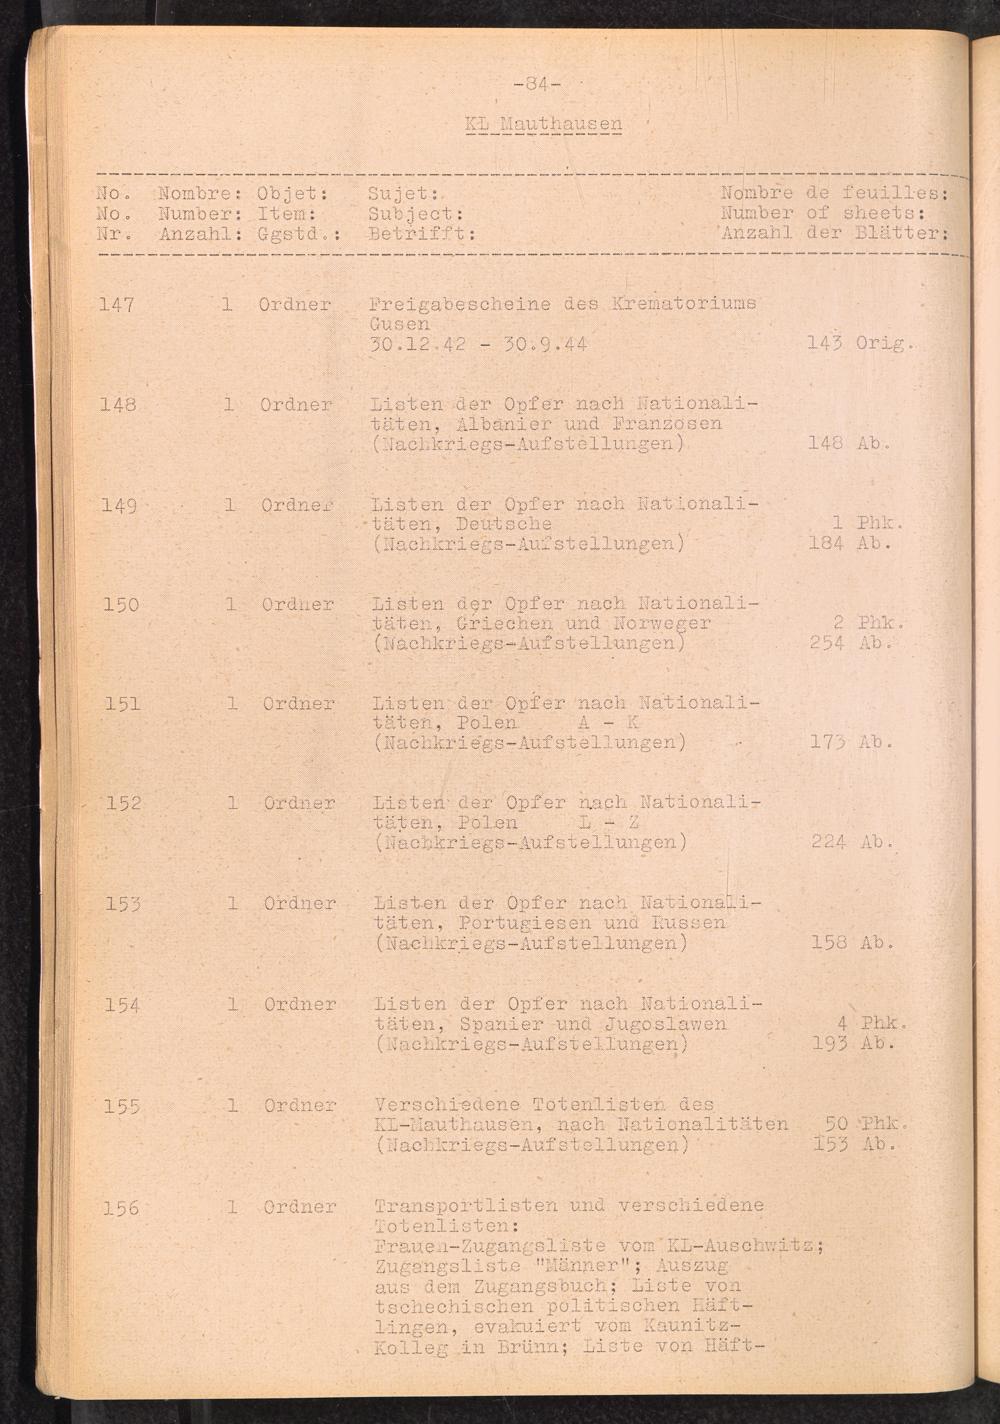 -84-
KL Mauthausen
No. Nombre: Objet: Sujet: Nombre de feuilles:
No. Number: Item: Subject: Number of sheets:
Nr. Anzahl: Ggstd.: Betrifft: Anzahl der Blätter:
147 1 Ordner Freigabescheine des Krematoriums
Gusen
30.12.42 - 30.9.44 143 Orig.
148 1 Ordner Listen der Opfer nach Nationali-
täten, Albanier und Franzosen
(Nachkriegs-Aufstellungen) 148 Ab.
149 1 Ordner Listen der Opfer nach Nationali-
täten, Deutsche 1 Phk.
(Nachkriegs-Aufstellungen) 184 Ab.
150 1 Ordner Listen der Opfer nach Nationali-
täten, Griechen und Norweger 2 Phk.
(Nachkriegs-Aufstellungen) 254 Ab.
151 1 Ordner Listen der Opfer nach Nationali-
täten, Polen A - K
(Nachkriegs-Aufstellungen) 173 Ab.
152 1 Ordner Listen der Opfer nach Nationali-
täten, Polen L - Z
(Nachkriegs-Aufstellungen) 224 Ab.
153 1 Ordner Listen der Opfer nach Nationali-
täten, Portugiesen und Russen
(Nachkriegs-Aufstellungen) 158 Ab.
154 1 Ordner Listen der Opfer nach Nationali-
täten, Spanier und Jugoslawen 4 Phk.
(Nachkriegs-Aufstellungen) 193 Ab.
155 1 Ordner Verschiedene Totenlisten des
KL-Mauthausen, nach Nationalitäten 50 Phk.
(Nachkriegs-Aufstellungen) 153 Ab.
156 1 Ordner Transportlisten und verschiedene
Totenlisten:
Frauen-Zugangsliste vom KL-Auschwitz;
Zugangsliste "Männer"; Auszug
aus dem Zugangsbuch; Liste von
tschechischen politischen Häft-
lingen, evakuiert vom Kaunitz-
Kolleg in Brünn; Liste von Häft-